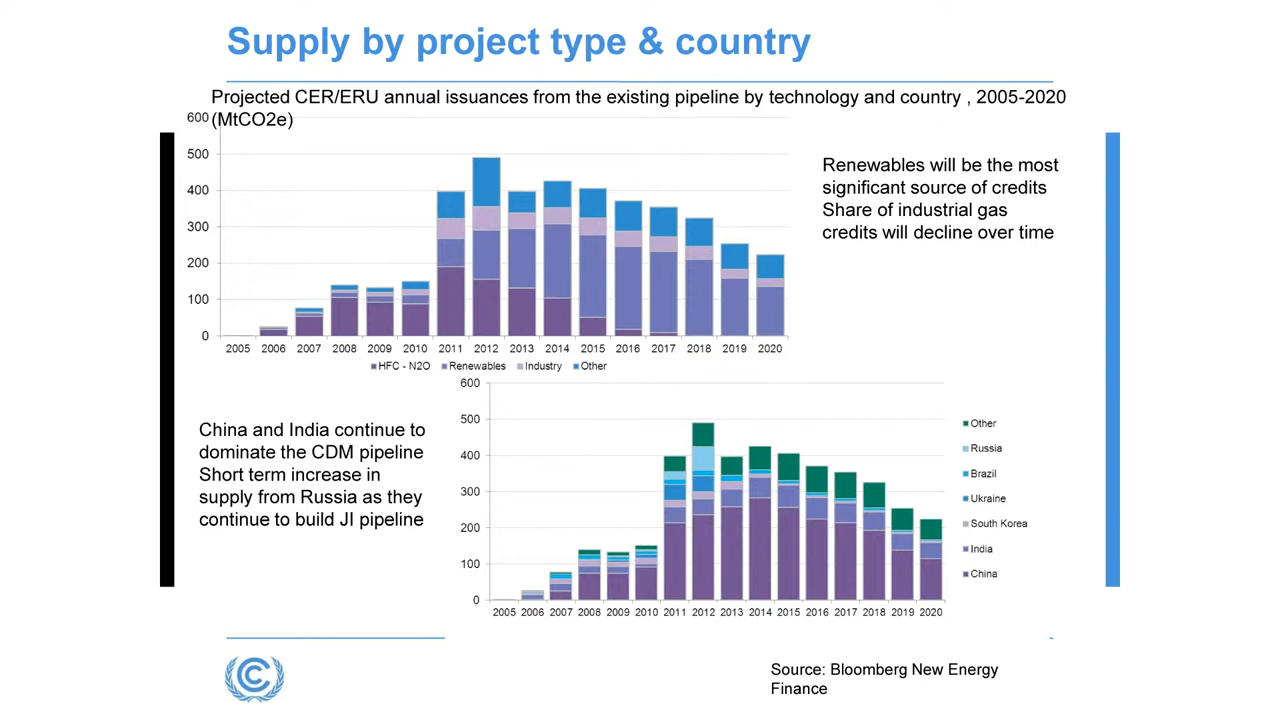 Supply by project type & country
Projected CER/ERU annual issuances from the existing pipeline by technology and country , 2005-2020
(MtCO2e)
600
500
400
300
200
100
0
2005 2006 2007 2008 2009 2010 2011 2012 2013 2014 2015 2016 2017 2018 2019 2020
HFC - N2O Renewables Industry Other
Renewables will be the most
significant source of credits
Share of industrial gas
credits will decline over time
China and India continue to
dominate the CDM pipeline
Short term increase in
supply from Russia as they
continue to build JI pipeline
600
500
400
300
200
100
0
2005 2006 2007 2008 2009 2010 2011 2012 2013 2014 2015 2016 2017 2018 2019 2020
Other
Russia
Brazil
Ukraine
South Korea
India
China
Source: Bloomberg New Energy
Finance